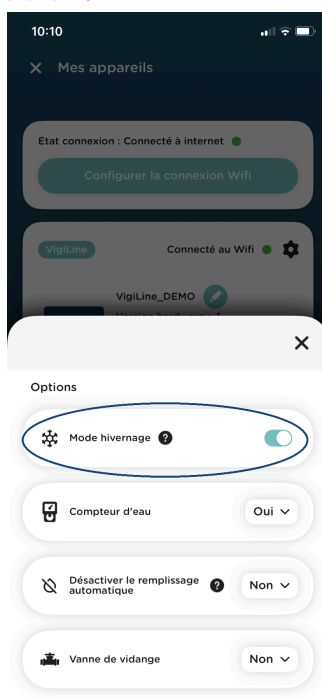 10:10
Mes appareils
Etat connexion : Connecté à internet
Configurer la connexion Wifi
VigiLine
Connecté au Wifi
VigiLine_DEMO
Options
Mode hivernage ?
Compteur d'eau
Oui
Désactiver le remplissage
automatique
?
Non
Vanne de vidange
Non